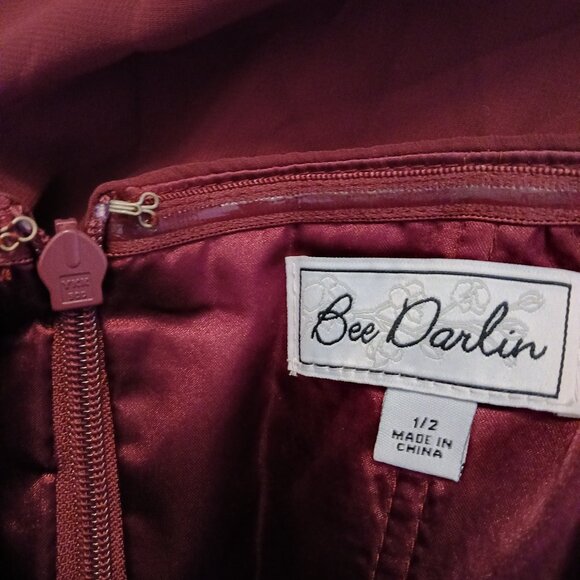 Bee Darlin
1/2
MADE IN
CHINA